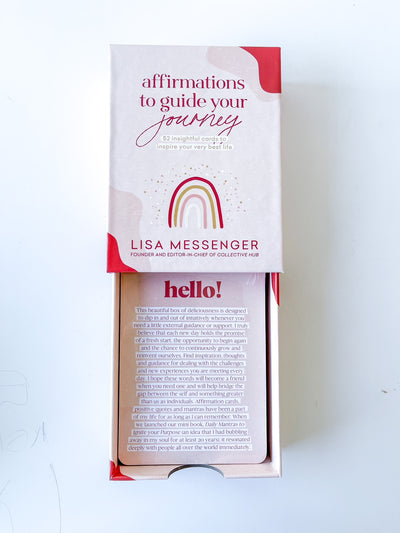 affirmations
to guide your
journey
52 insightful cards to
inspire your very best life
LISA MESSENGER
FOUNDER AND EDITOR-IN-CHIEF OF COLLECTIVE HUB
hello!
This beautiful box of deliciousness is designed
to dip in and out of intuitively whenever you
need a little external guidance or support. I truly
believe that each new day holds the promise
of a fresh start, the opportunity to begin again
and the chance to continuously grow and
reinvent ourselves. Find inspiration, thoughts
and guidance for dealing with the challenges
and new experiences you are meeting every
day. I hope these words will become a friend
when you need one and will help bridge the
gap between the self and something greater
than us as individuals. Affirmation cards,
positive quotes and mantras have been a part
of my life for as long as I can remember. When
we launched our mini book, Daily Mantras to
Ignite your Purpose (an idea that I had bubbling
away in my soul for at least 20 years), it resonated
deeply with people all over the world immediately.